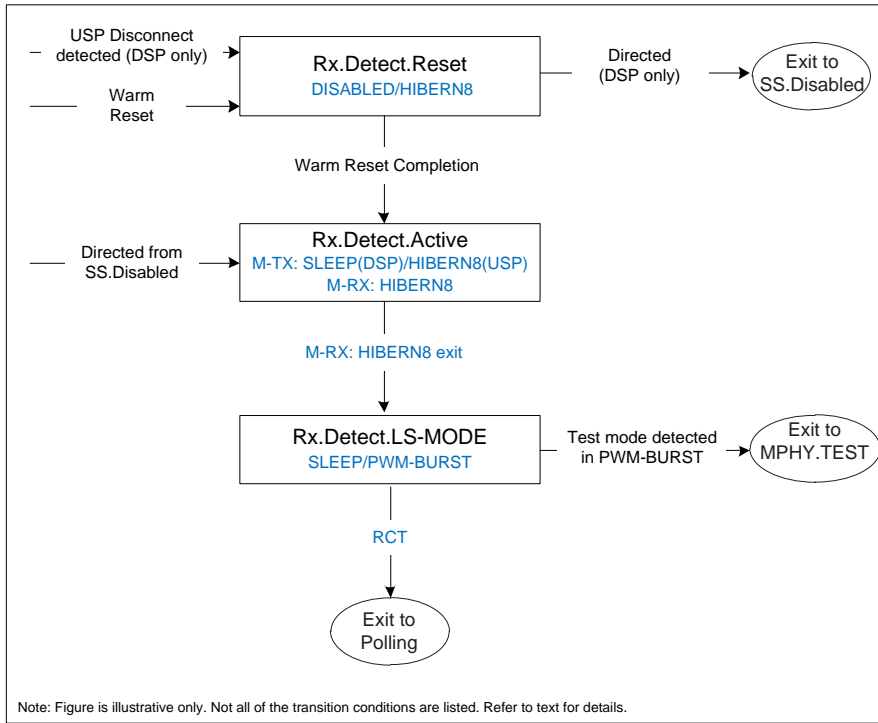 USP Disconnect
detected (DSP only)
Warm
Reset
Rx.Detect.Reset
DISABLED/HIBERN8
Directed
(DSP only)
Exit to
SS.Disabled
Warm Reset Completion
Directed from
SS.Disabled
Rx.Detect.Active
M-TX: SLEEP(DSP)/HIBERN8(USP)
M-RX: HIBERN8
M-RX: HIBERN8 exit
Rx.Detect.LS-MODE
SLEEP/PWM-BURST
Test mode detected
in PWM-BURST
Exit to
MPHY.TEST
RCT
Exit to
Polling
Note: Figure is illustrative only. Not all of the transition conditions are listed. Refer to text for details.